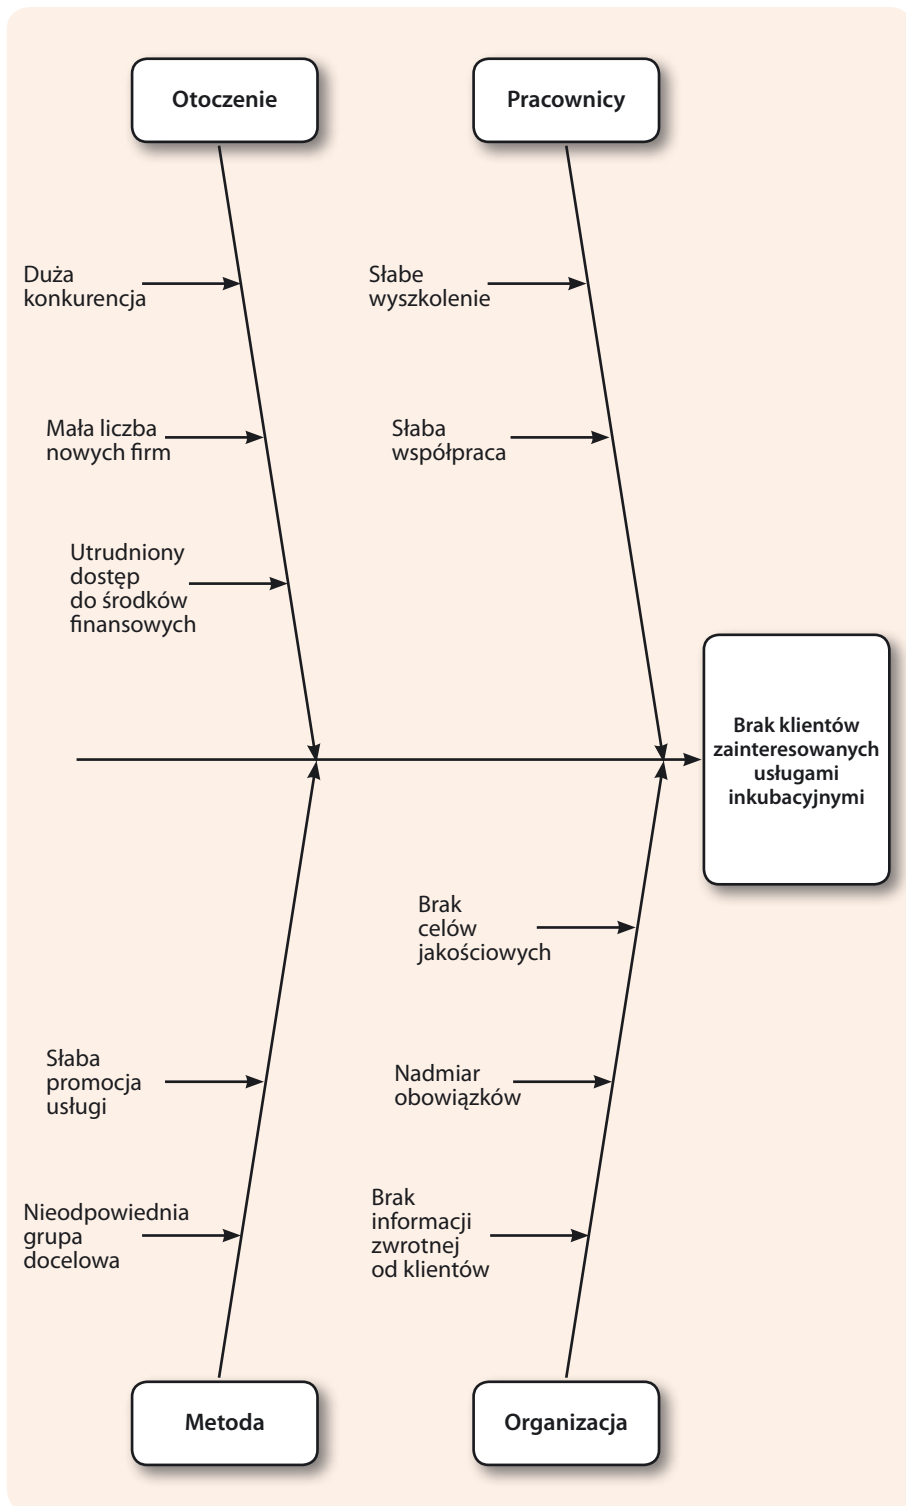 Otoczenie
Pracownicy
Duża
konkurencja
Słabe
wyszkolenie
Mała liczba
nowych firm
Słaba
współpraca
Utrudniony
dostęp
do środków
finansowych
Brak klientów
zainteresowanych
usługami
inkubacyjnymi
Brak
celów
jakościowych
Słaba
promocja
usługi
Nadmiar
obowiązków
Nieodpowiednia
grupa
docelowa
Brak
informacji
zwrotnej
od klientów
Metoda
Organizacja